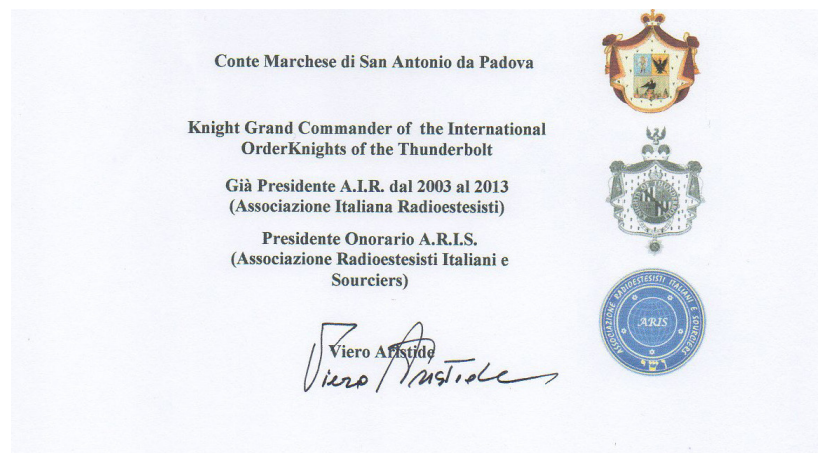 Conte Marchese di San Antonio da Padova
Knight Grand Commander of the International
OrderKnights of the Thunderbolt
Già Presidente A.I.R. dal 2003 al 2013
(Associazione Italiana Radioestesisti)
Presidente Onorario A.R.I.S.
(Associazione Radioestesisti Italiani e
Sourciers)
Viero Aristide
Viero Aristide
ASSOCIAZIONE RADIOESTESISTI ITALIANI E SOURCIERS
ARIS